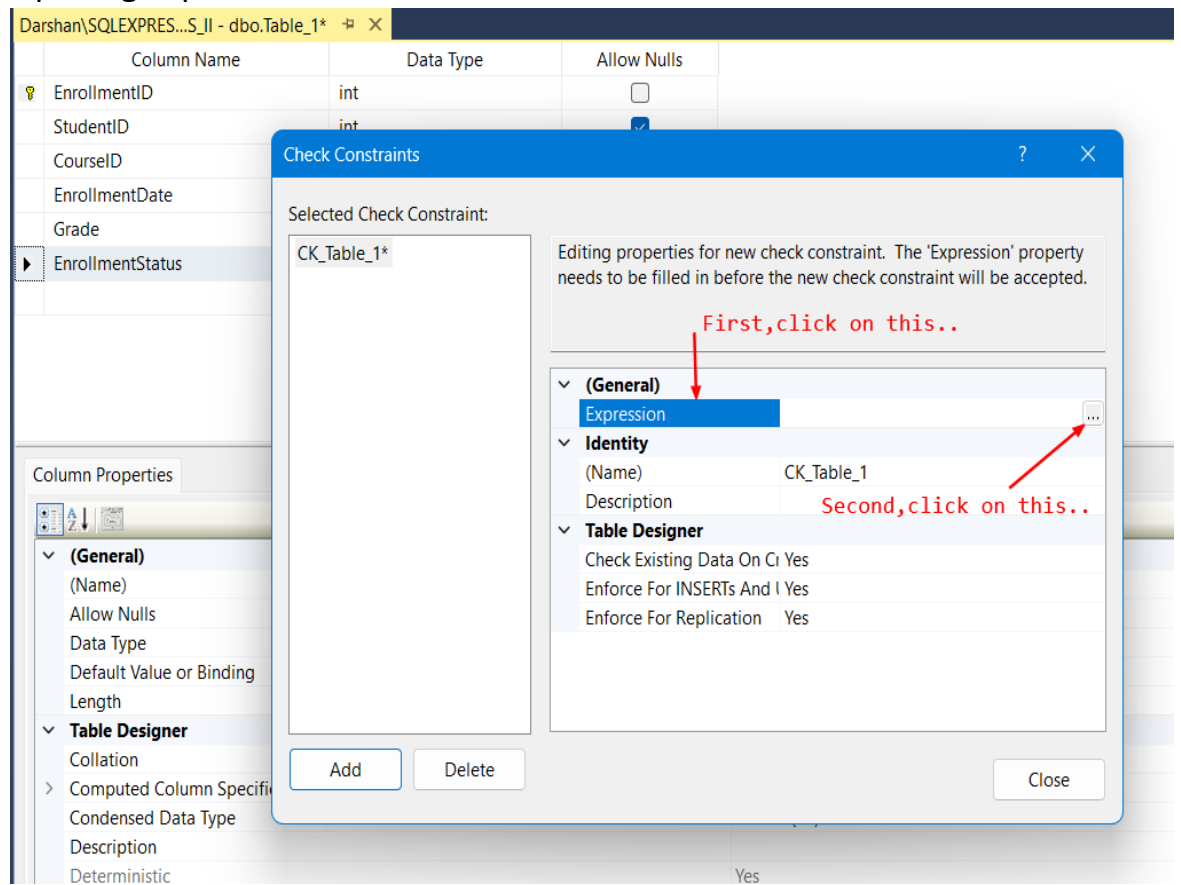 Darshan\SQLEXPRES...S_II - dbo.Table_1*
Column Name Data Type Allow Nulls
EnrollmentID int
StudentID int
CourseID
EnrollmentDate
Grade
EnrollmentStatus
Check Constraints ?
Selected Check Constraint:
CK_Table_1*
Editing properties for new check constraint. The 'Expression' property
needs to be filled in before the new check constraint will be accepted.
First,click on this..
(General)
Expression ...
Identity
(Name) CK_Table_1
Description
Second,click on this..
Table Designer
Check Existing Data On Cr Yes
Enforce For INSERTs And U Yes
Enforce For Replication Yes
Add Delete
Close
Column Properties
(General)
(Name)
Allow Nulls
Data Type
Default Value or Binding
Length
Table Designer
Collation
Computed Column Specifi
Condensed Data Type
Description
Deterministic Yes